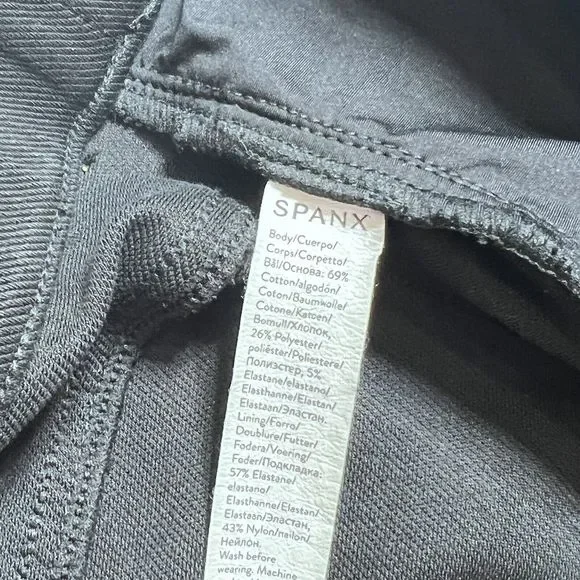 SPANX
Body/Cuerpo/
Corps/Corpetto/
Bål/Основа: 69%
Cotton/algodón/
Coton/Baumwolle/
Cotone/Katoen/
Bomull/Хлопок,
26% Polyester/
poliéster/Poliestere/
Полиэстер, 5%
Elastane/elastano/
Elasthanne/Elastan/
Elastaan/Эластан
Lining/Forro/
Doublure/Futter/
Fodera/Voering/
Foder/Подкладка:
57% Elastane/
elastano/
Elasthanne/Elastan/
Elastaan/Эластан,
43% Nylon/nailon/
Нейлон.
Wash before
wearing. Machine